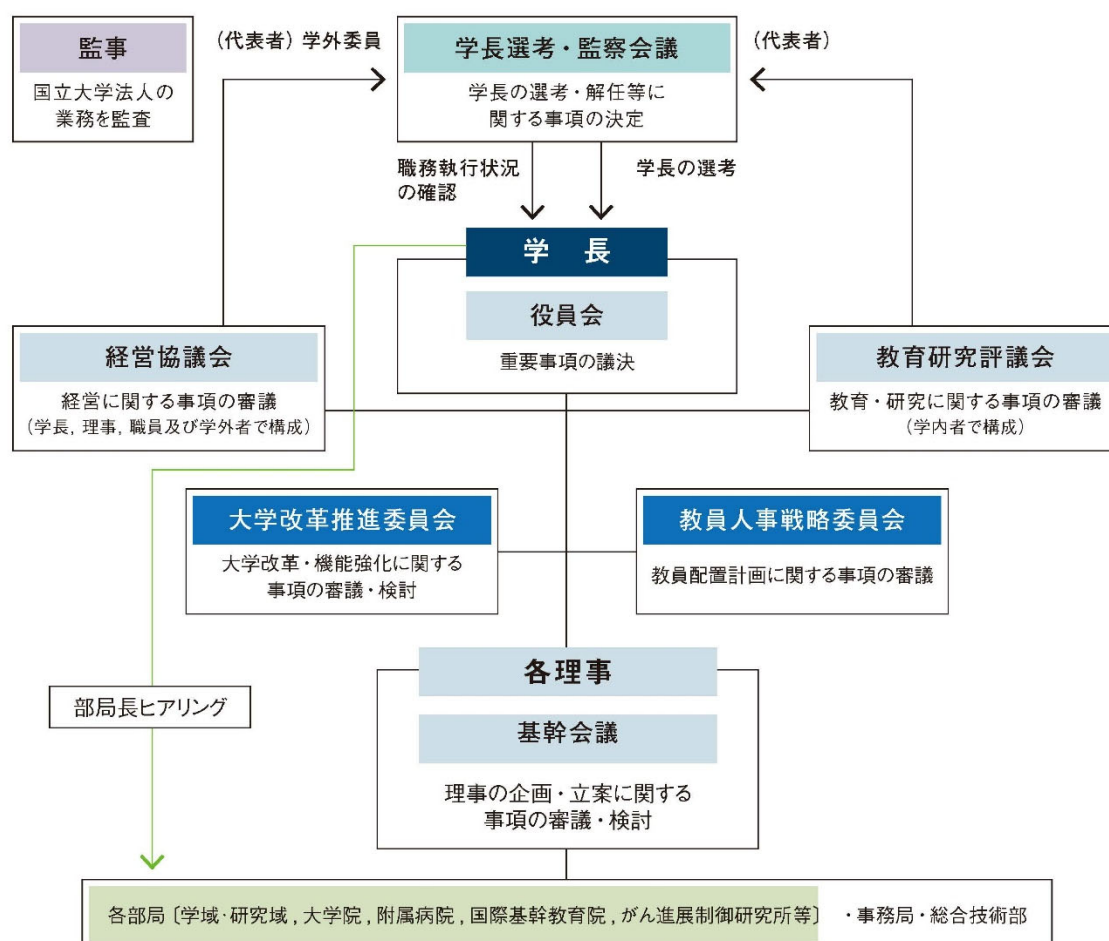 監事
国立大学法人の
業務を監査
(代表者) 学外委員
学長選考・監察会議
学長の選考・解任等に
関する事項の決定
(代表者)
職務執行状況
の確認
学長の選考
学 長
役員会
重要事項の議決
経営協議会
経営に関する事項の審議
(学長, 理事, 職員及び学外者で構成)
教育研究評議会
教育・研究に関する事項の審議
(学内者で構成)
大学改革推進委員会
大学改革・機能強化に関する
事項の審議・検討
教員人事戦略委員会
教員配置計画に関する事項の審議
各理事
基幹会議
理事の企画・立案に関する
事項の審議・検討
部局長ヒアリング
各部局〔学域・研究域, 大学院, 附属病院, 国際基幹教育院, がん進展制御研究所等〕 ・事務局・総合技術部